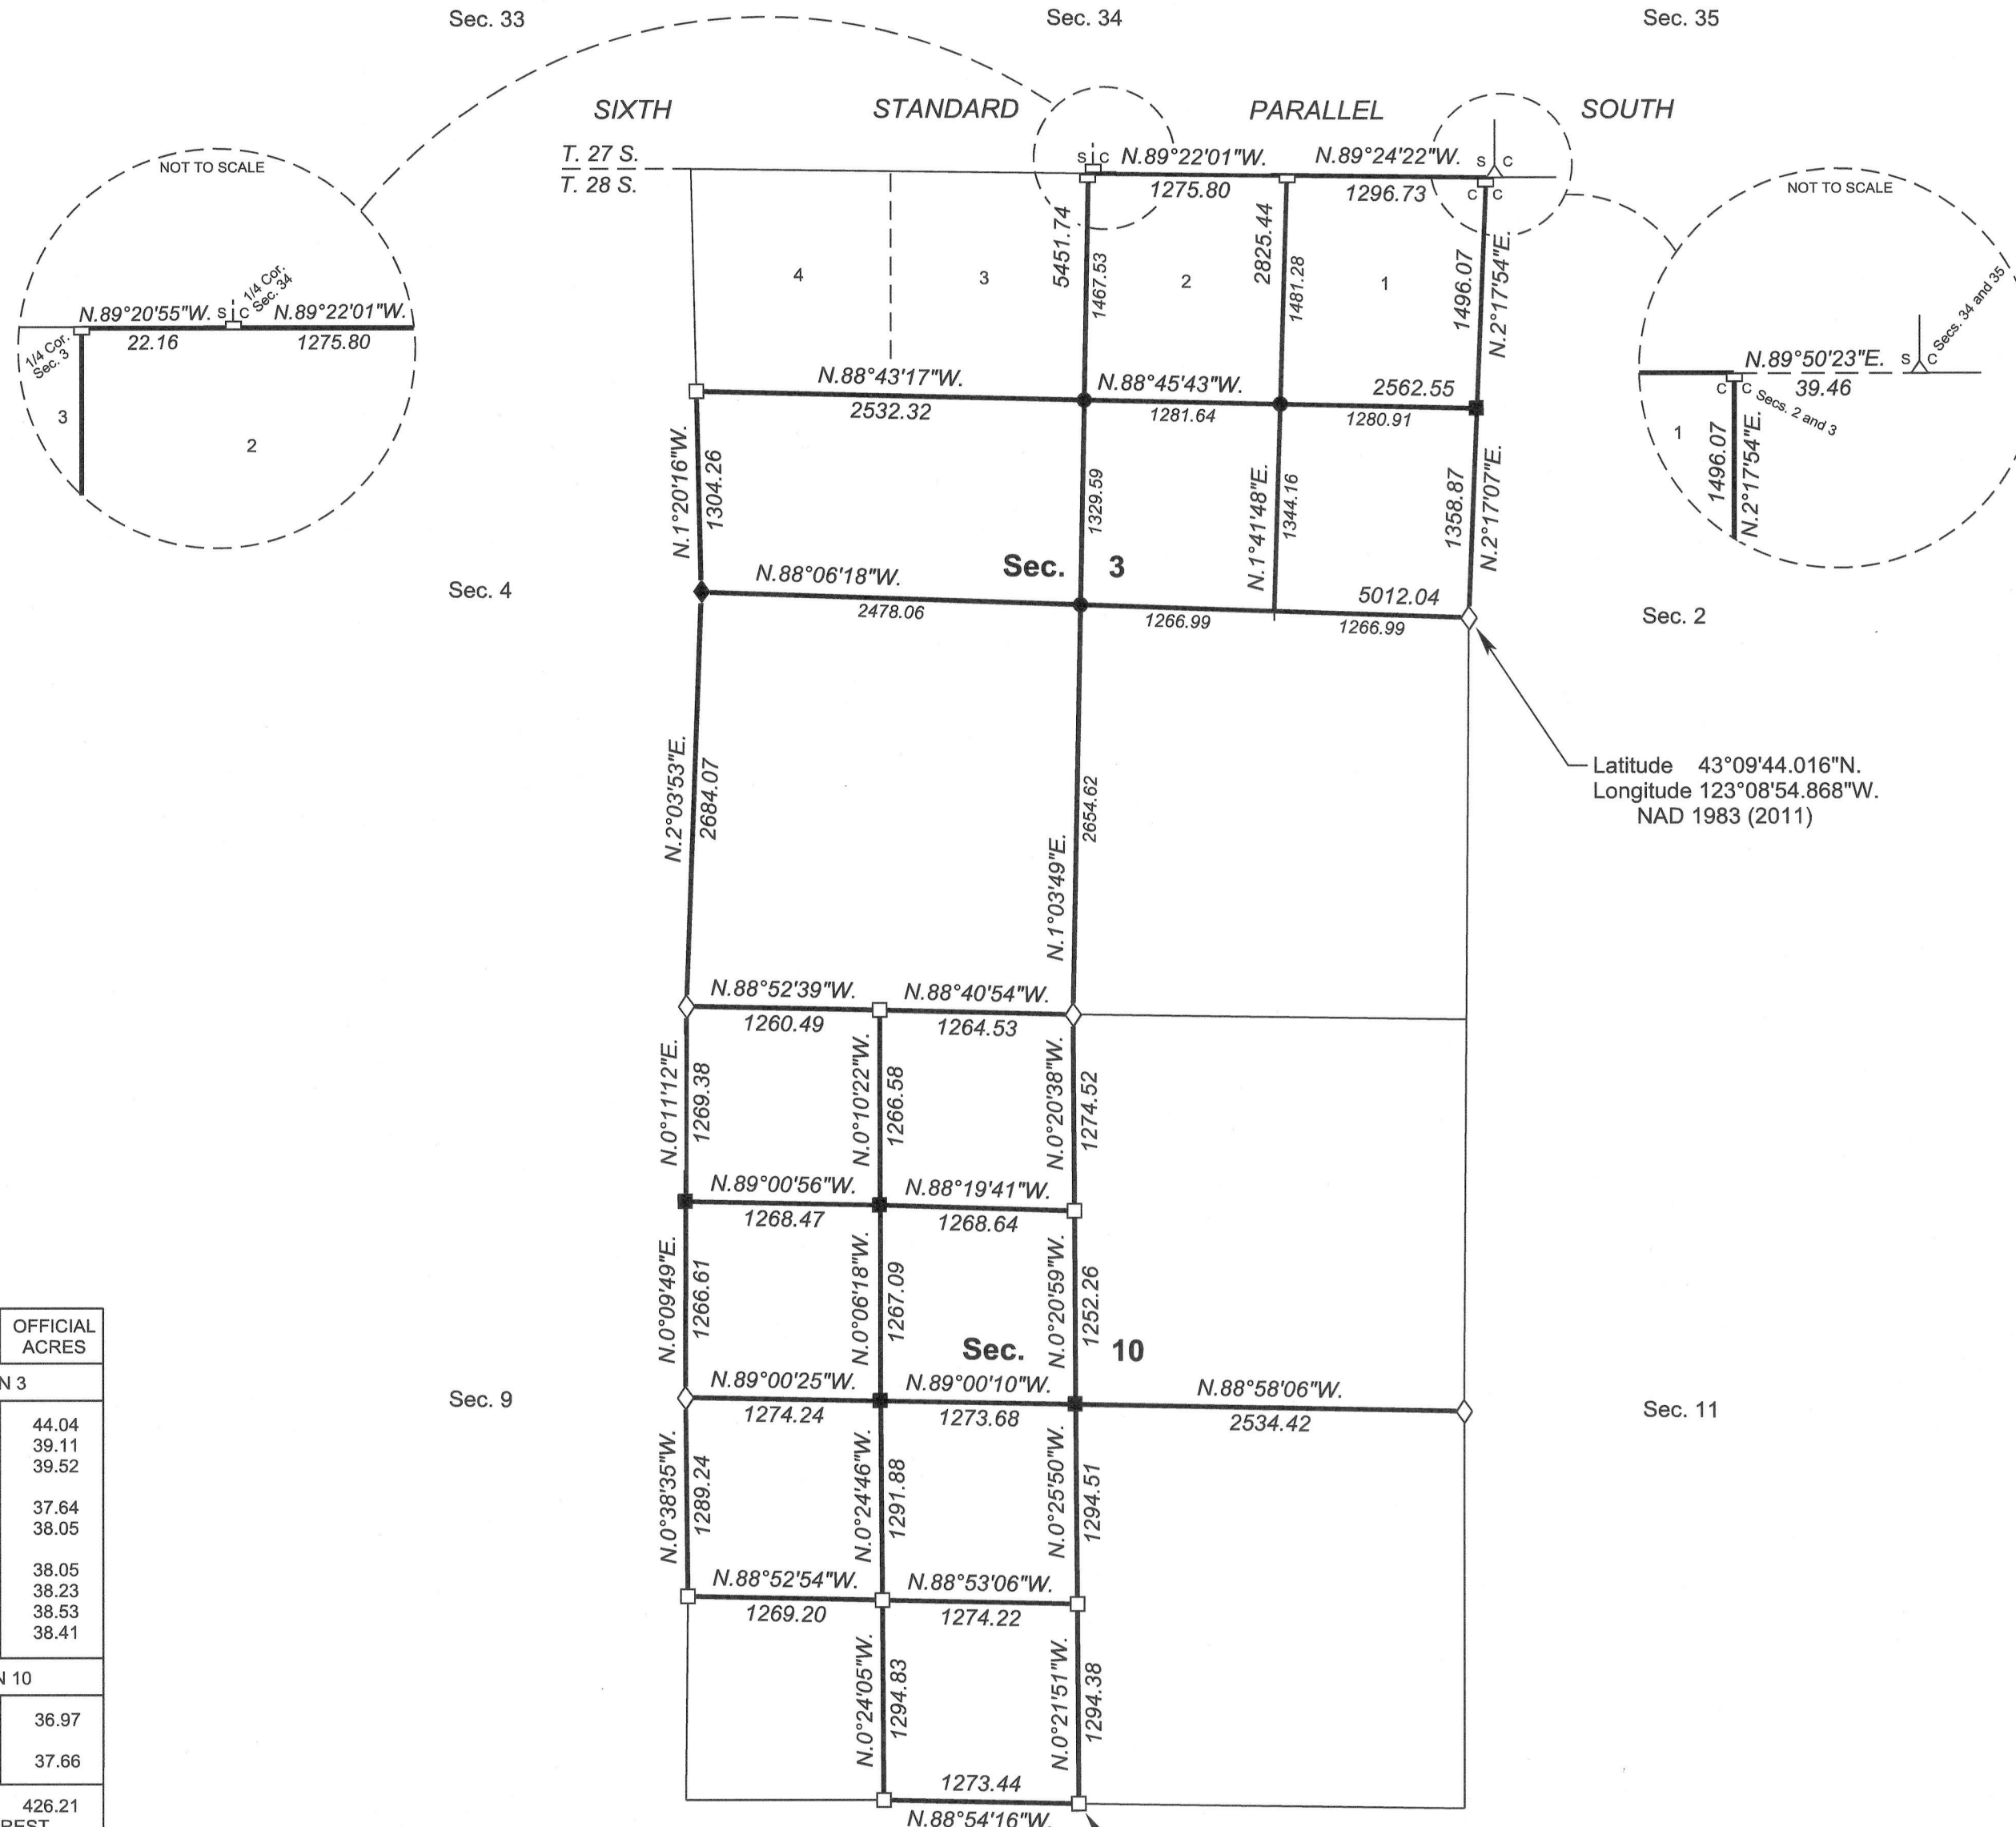 Sec. 33
Sec. 34
Sec. 35
SIXTH STANDARD PARALLEL SOUTH
T. 27 S.
T. 28 S.
S C
N.89°22'01"W.
1275.80
N.89°24'22"W.
1296.73
S C
C C
NOT TO SCALE
N.89°20'55"W.
22.16
S C
1/4 Cor.
Sec. 34
N.89°22'01"W.
1275.80
1/4 Cor.
Sec. 3
3
2
NOT TO SCALE
N.89°50'23"E.
39.46
S C
Secs. 34 and 35
C C
Secs. 2 and 3
1
1496.07
N.2°17'54"E.
4
3
5451.74
1467.53
2
2825.44
1481.28
1
1496.07
N.2°17'54"E.
N.88°43'17"W.
2532.32
N.88°45'43"W.
1281.64
2562.55
1280.91
N.1°20'16"W.
1304.26
1329.59
N.1°41'48"E.
1344.16
1358.87
N.2°17'07"E.
Sec. 3
Sec. 4
N.88°06'18"W.
2478.06
1266.99
5012.04
1266.99
Sec. 2
Latitude 43°09'44.016"N.
Longitude 123°08'54.868"W.
NAD 1983 (2011)
N.2°03'53"E.
2684.07
N.1°03'49"E.
2654.62
N.88°52'39"W.
1260.49
N.88°40'54"W.
1264.53
N.0°11'12"E.
1269.38
N.0°10'22"W.
1266.58
N.0°20'38"W.
1274.52
N.89°00'56"W.
1268.47
N.88°19'41"W.
1268.64
N.0°09'49"E.
1266.61
N.0°06'18"W.
1267.09
N.0°20'59"W.
1252.26
Sec. 10
Sec. 9
N.89°00'25"W.
1274.24
N.89°00'10"W.
1273.68
N.88°58'06"W.
2534.42
Sec. 11
N.0°38'35"W.
1289.24
N.0°24'46"W.
1291.88
N.0°25'50"W.
1294.51
N.88°52'54"W.
1269.20
N.88°53'06"W.
1274.22
N.0°24'05"W.
1294.83
N.0°21'51"W.
1294.38
1273.44
N.88°54'16"W.
OFFICIAL
ACRES
N 3
44.04
39.11
39.52
37.64
38.05
38.05
38.23
38.53
38.41
N 10
36.97
37.66
426.21
REST